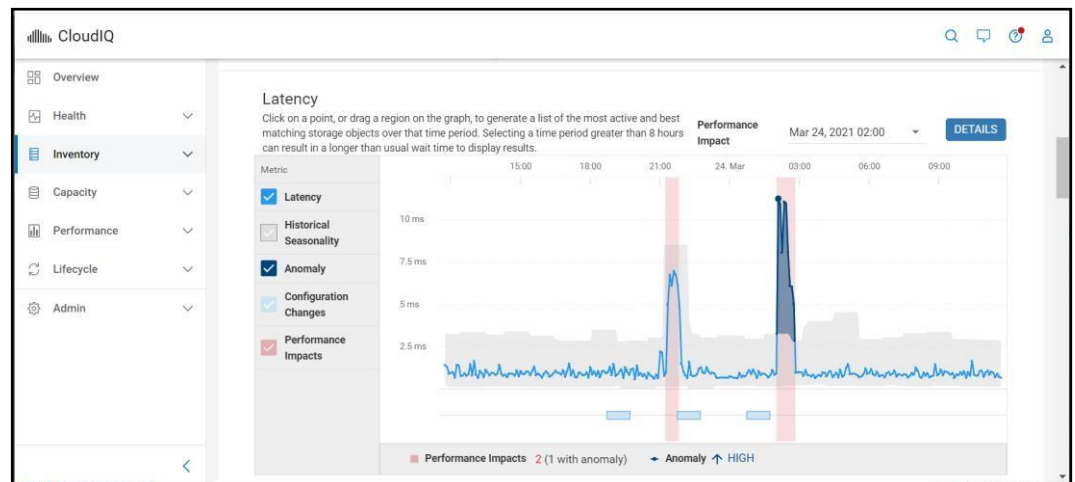 CloudIQ
Overview
Health
Inventory
Capacity
Performance
Lifecycle
Admin
Latency
Click on a point, or drag a region on the graph, to generate a list of the most active and best
matching storage objects over that time period. Selecting a time period greater than 8 hours
can result in a longer than usual wait time to display results.
Performance
Impact
Mar 24, 2021 02:00
DETAILS
Metric
Latency
Historical
Seasonality
Anomaly
Configuration
Changes
Performance
Impacts
15:00 18:00 21:00 24. Mar 03:00 06:00 09:00
10 ms
7.5 ms
5 ms
2.5 ms
Performance Impacts 2 (1 with anomaly) Anomaly ↑ HIGH